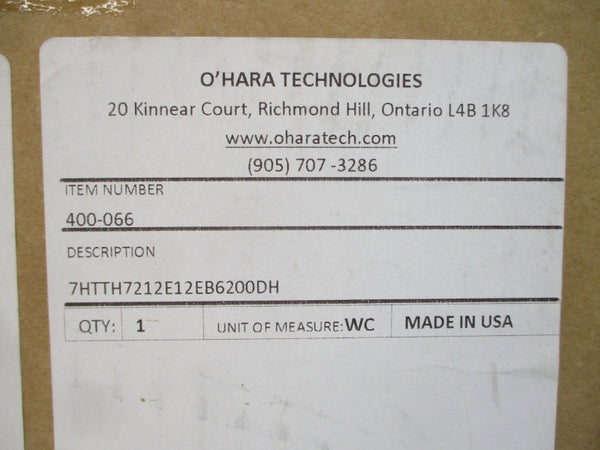 O'HARA TECHNOLOGIES
20 Kinnear Court, Richmond Hill, Ontario L4B 1K8
www.oharatech.com
(905) 707 -3286
ITEM NUMBER
400-066
DESCRIPTION
7HTTH7212E12EB6200DH
QTY: 1 UNIT OF MEASURE: WC MADE IN USA